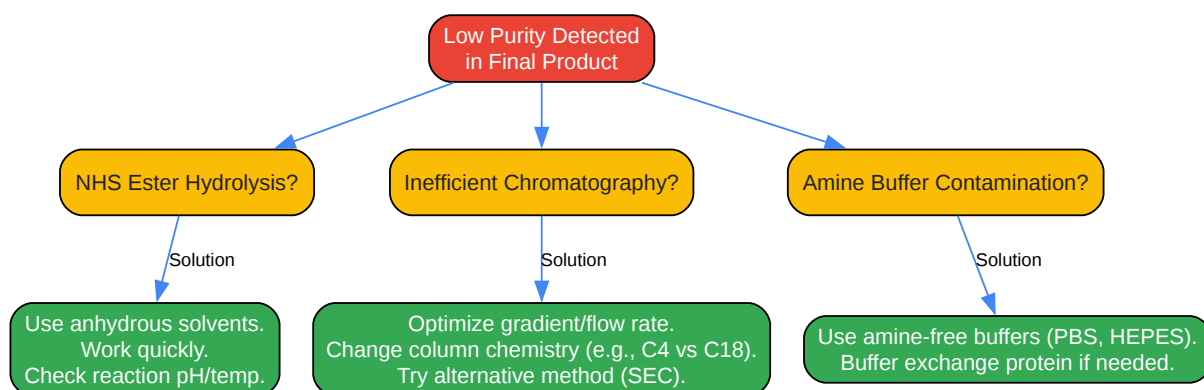 Low Purity Detected
in Final Product
NHS Ester Hydrolysis?
Inefficient Chromatography?
Amine Buffer Contamination?
Solution
Solution
Solution
Use anhydrous solvents.
Work quickly.
Check reaction pH/temp.
Optimize gradient/flow rate.
Change column chemistry (e.g., C4 vs C18).
Try alternative method (SEC).
Use amine-free buffers (PBS, HEPES).
Buffer exchange protein if needed.